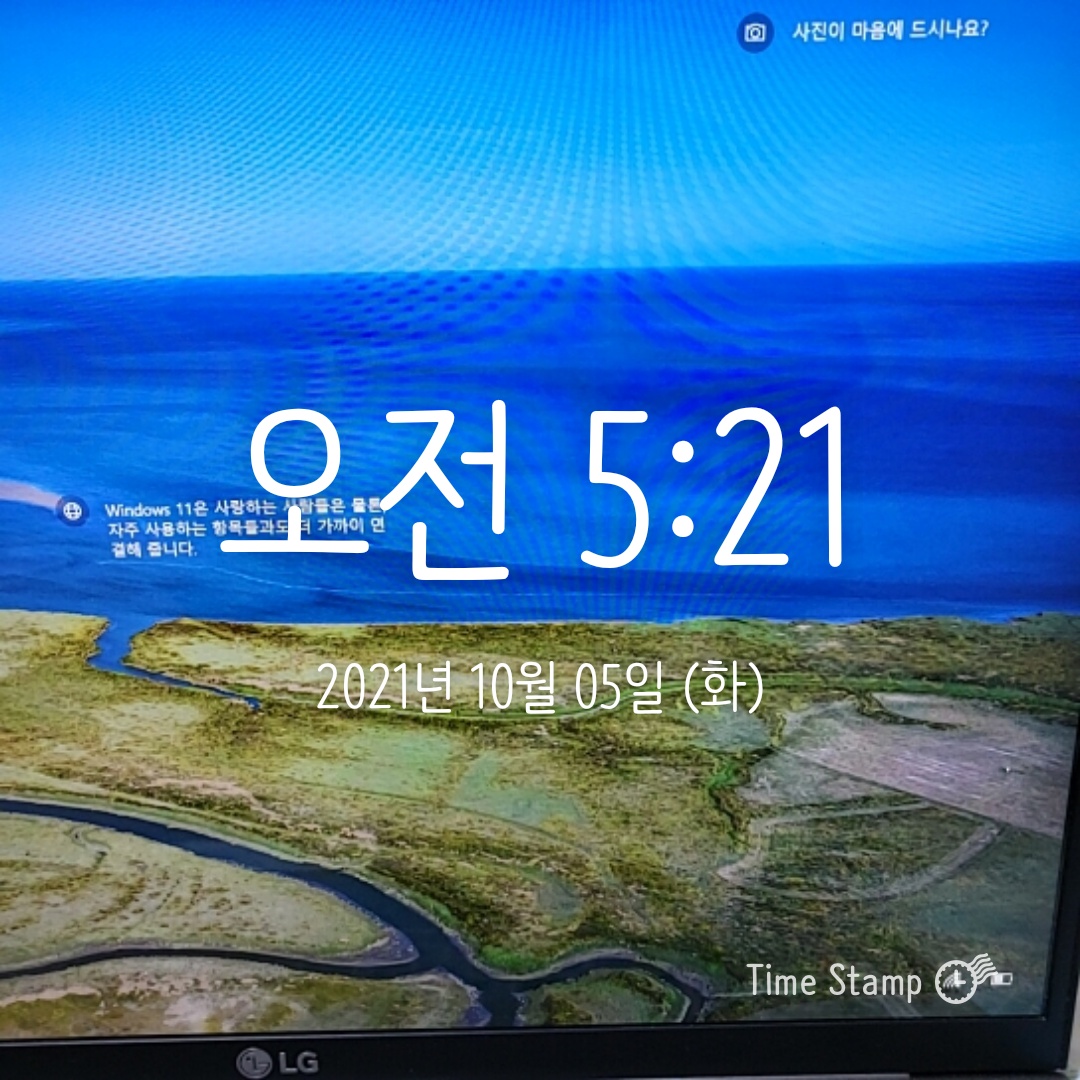 사진이 마음에 드시나요?
오전 5:21
Windows 11은 사랑하는 사람들은 물론
자주 사용하는 항목들과도 더 가까이 연
결해 줍니다.
2021년 10월 05일 (화)
Time Stamp
LG